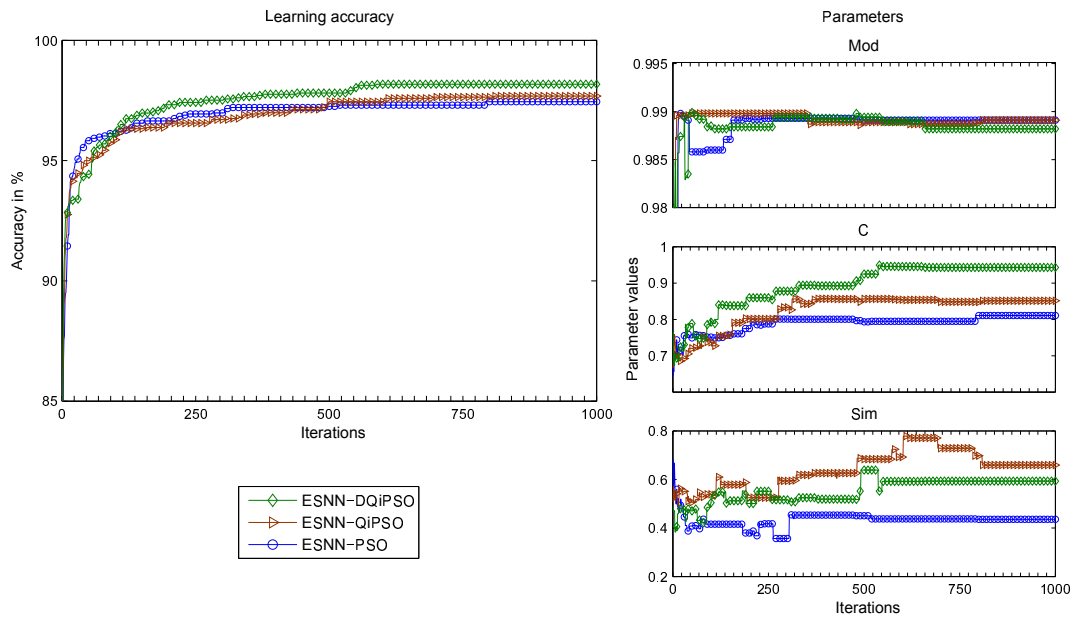 Learning accuracy
100
95
90
85
Accuracy in %
0
250
500
750
1000
Iterations
ESNN-DQiPSO
ESNN-QiPSO
ESNN-PSO
Parameters
Mod
0.995
0.99
0.985
0.98
C
1
0.9
0.8
0.7
Parameter values
Sim
0.8
0.6
0.4
0.2
0
250
500
750
1000
Iterations